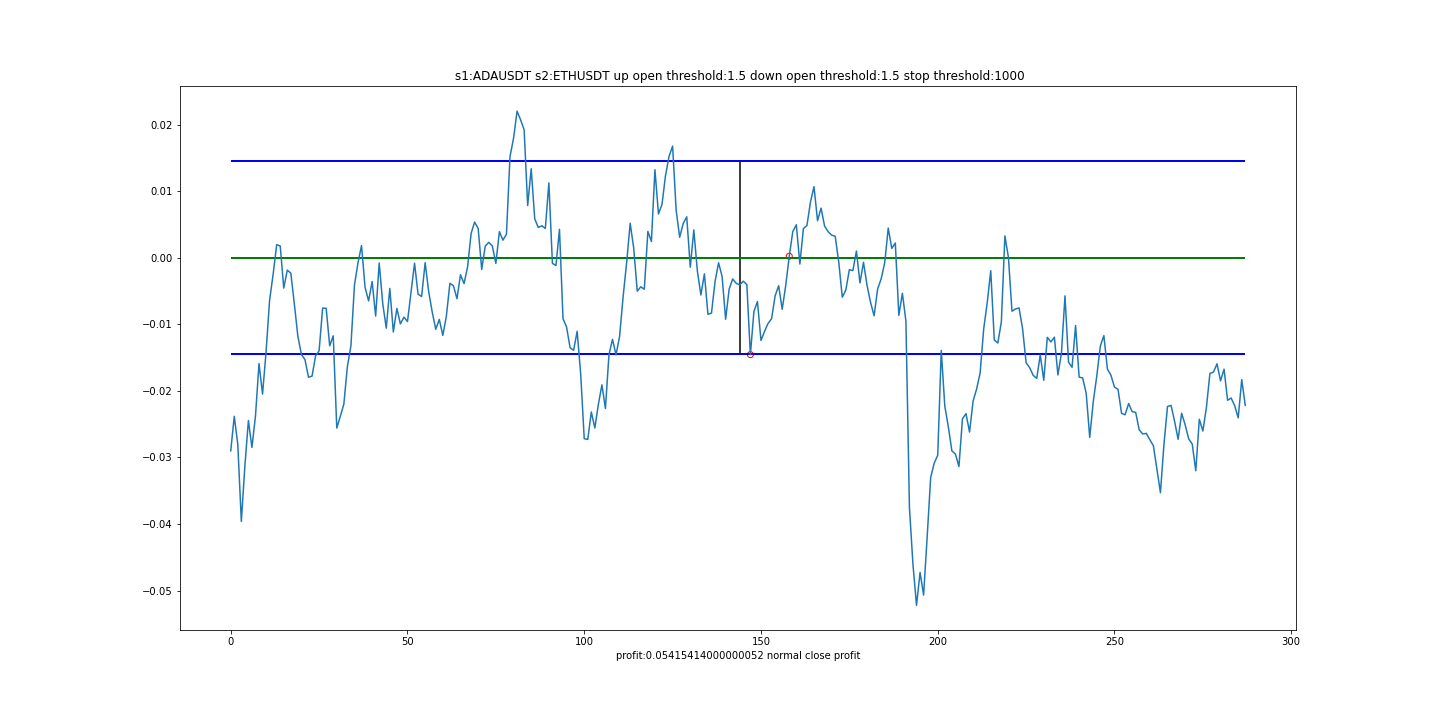 s1:ADAUSDT s2:ETHUSDT up open threshold:1.5 down open threshold:1.5 stop threshold:1000
0.02
0.01
0.00
−0.01
−0.02
−0.03
−0.04
−0.05
0 50 100 150 200 250 300
profit:0.05415414000000052 normal close profit